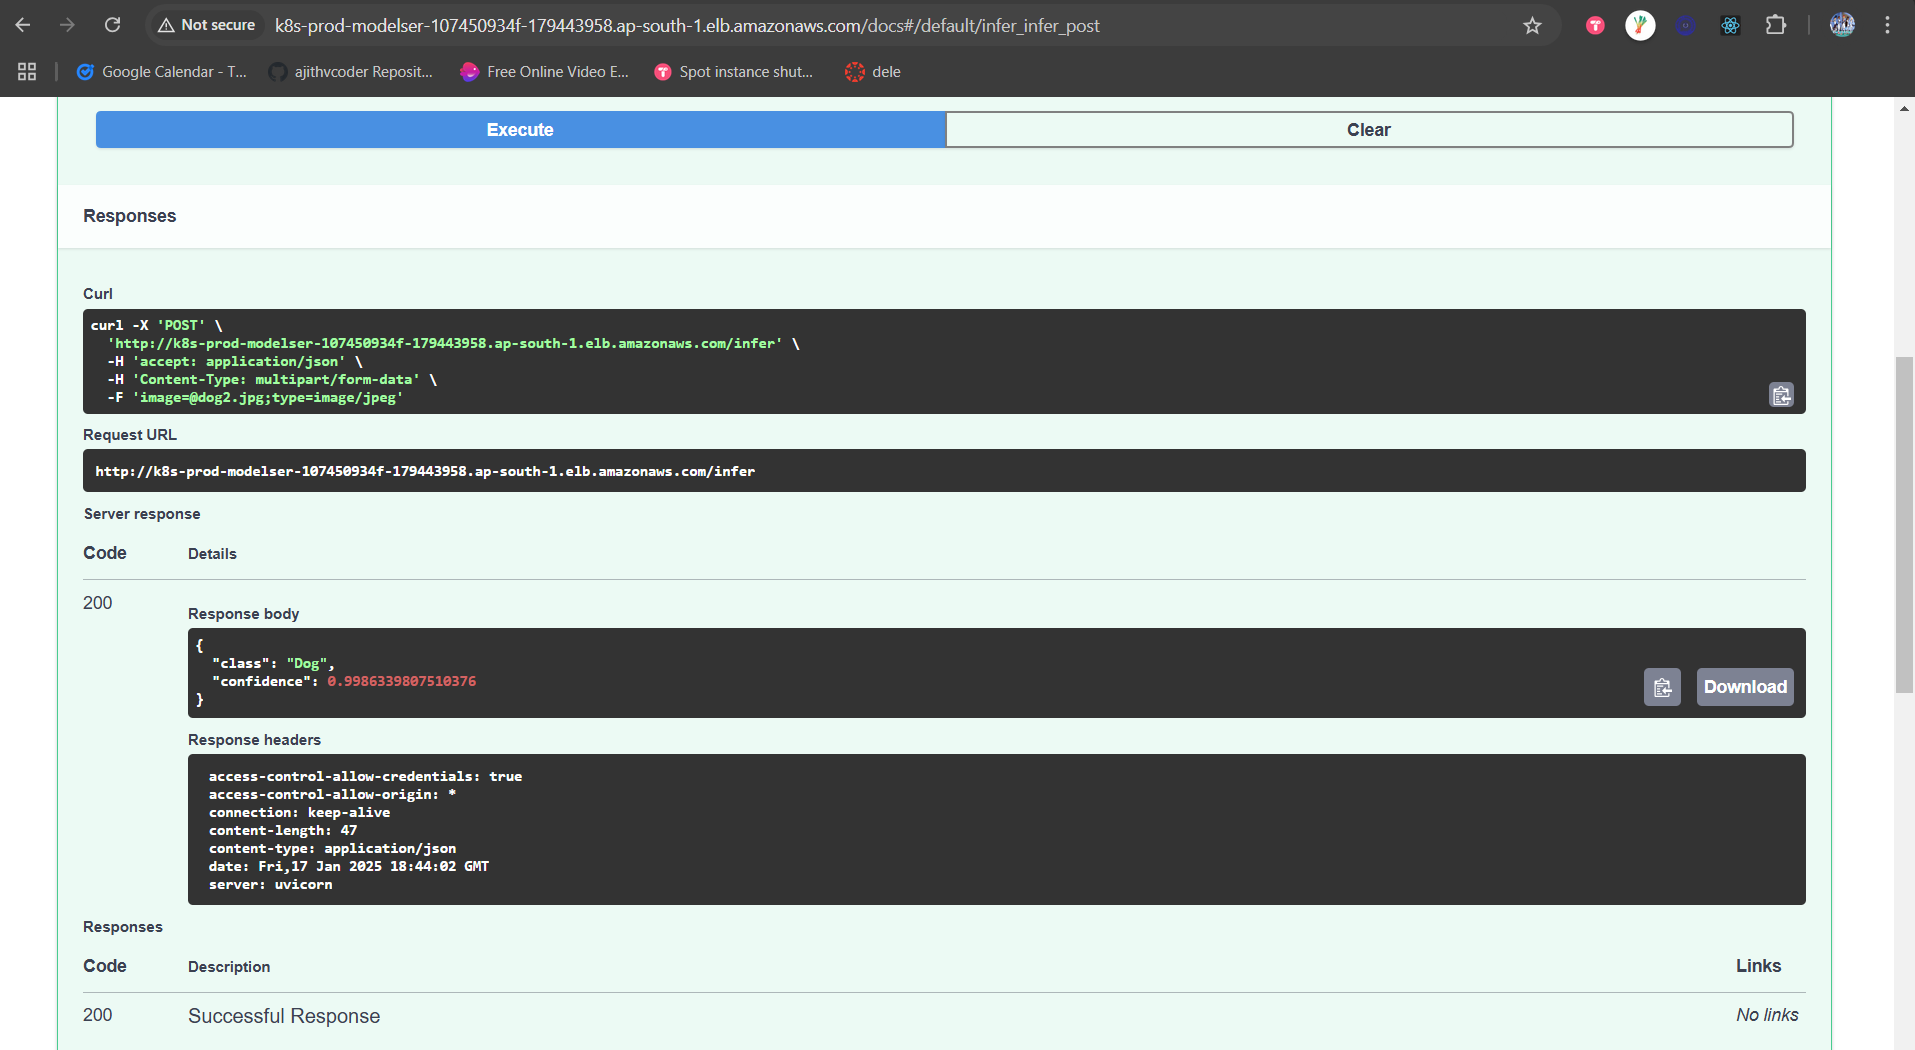 Not secure k8s-prod-modelser-107450934f-179443958.ap-south-1.elb.amazonaws.com/docs#/default/infer_infer_post
Google Calendar - T... ajithvcoder Reposit... Free Online Video E... Spot instance shut... dele
Execute Clear
Responses
Curl
curl -X 'POST' \
'http://k8s-prod-modelser-107450934f-179443958.ap-south-1.elb.amazonaws.com/infer' \
-H 'accept: application/json' \
-H 'Content-Type: multipart/form-data' \
-F 'image=@dog2.jpg;type=image/jpeg'
Request URL
http://k8s-prod-modelser-107450934f-179443958.ap-south-1.elb.amazonaws.com/infer
Server response
Code Details
200
Response body
{
"class": "Dog",
"confidence": 0.9986339807510376
}
Download
Response headers
access-control-allow-credentials: true
access-control-allow-origin: *
connection: keep-alive
content-length: 47
content-type: application/json
date: Fri,17 Jan 2025 18:44:02 GMT
server: uvicorn
Responses
Code Description Links
200 Successful Response No links